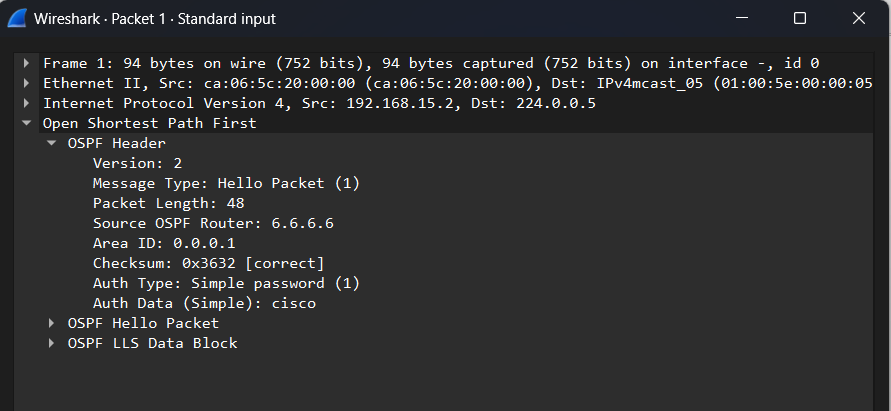 Wireshark · Packet 1 · Standard input
Frame 1: 94 bytes on wire (752 bits), 94 bytes captured (752 bits) on interface -, id 0
Ethernet II, Src: ca:06:5c:20:00:00 (ca:06:5c:20:00:00), Dst: IPv4mcast_05 (01:00:5e:00:00:05
Internet Protocol Version 4, Src: 192.168.15.2, Dst: 224.0.0.5
Open Shortest Path First
OSPF Header
Version: 2
Message Type: Hello Packet (1)
Packet Length: 48
Source OSPF Router: 6.6.6.6
Area ID: 0.0.0.1
Checksum: 0x3632 [correct]
Auth Type: Simple password (1)
Auth Data (Simple): cisco
OSPF Hello Packet
OSPF LLS Data Block